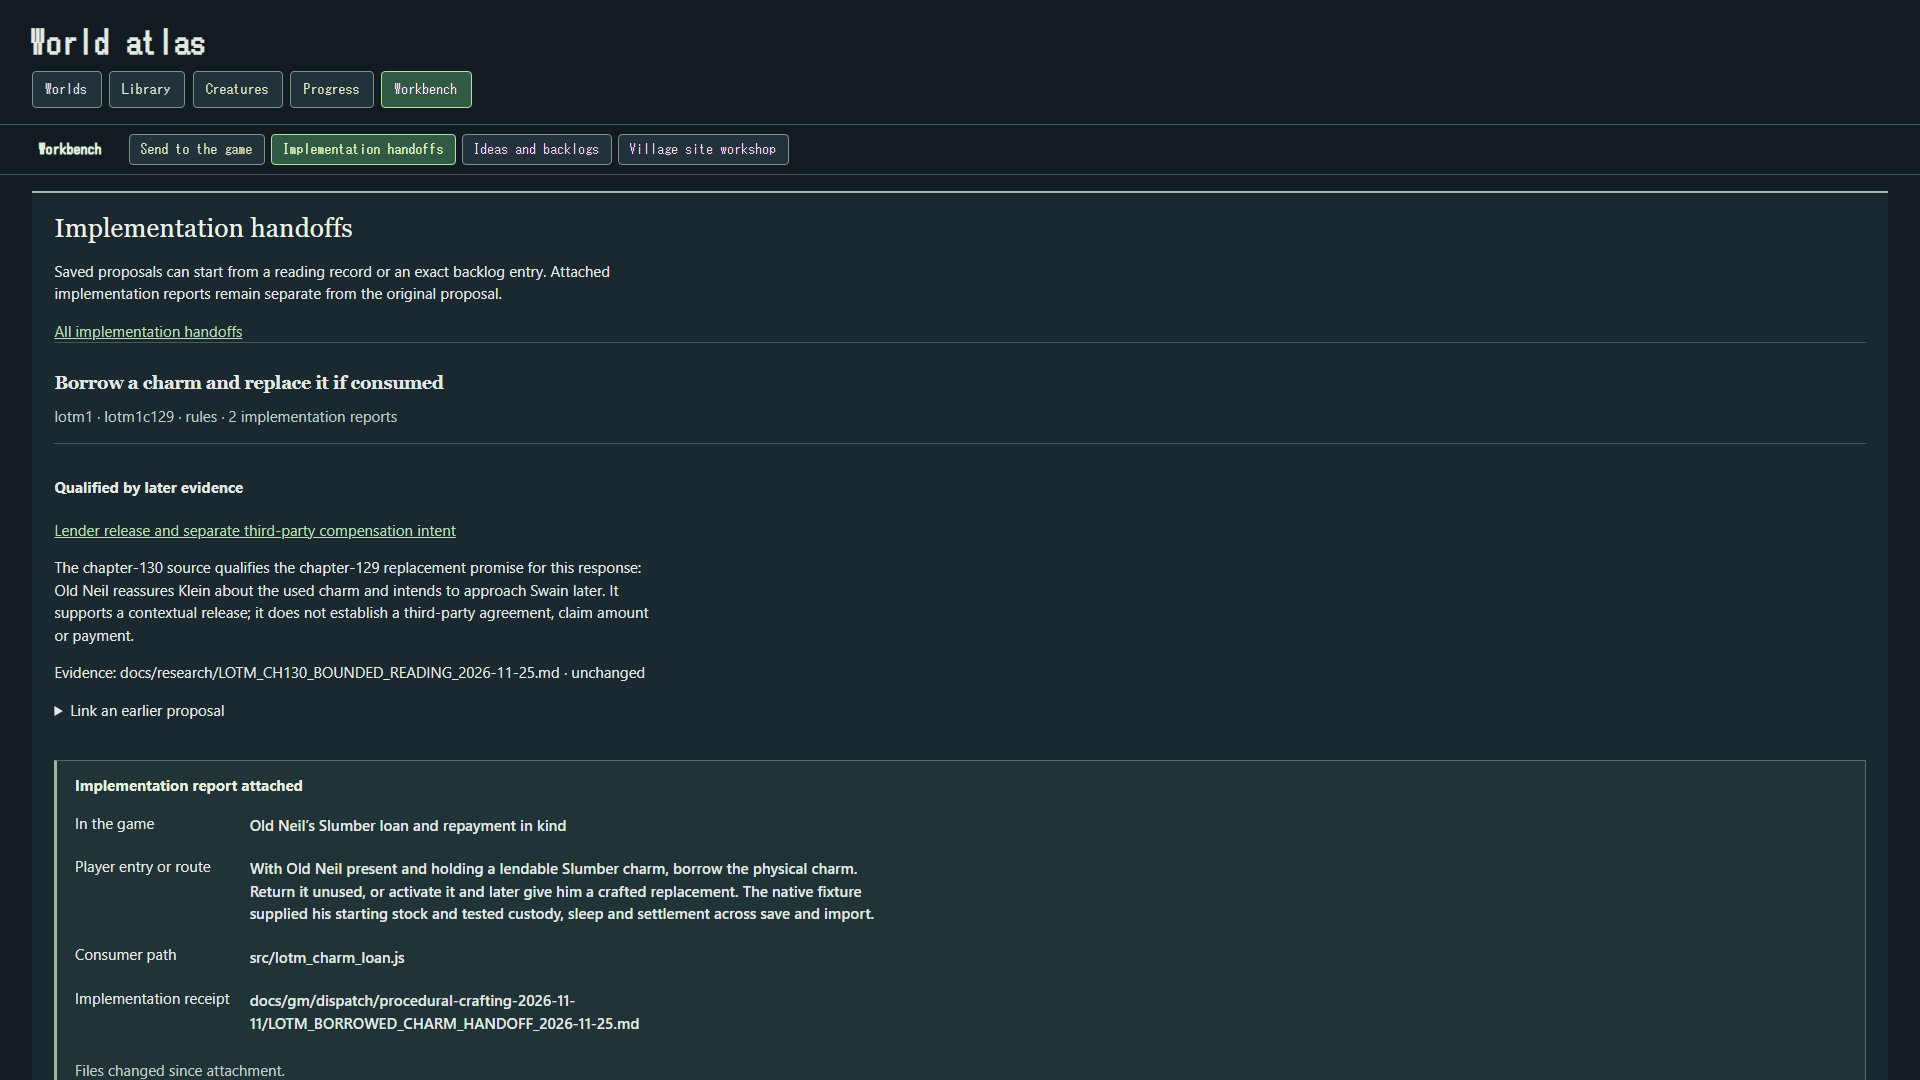 World atlas
Worlds
Library
Creatures
Progress
Workbench
Workbench
Send to the game
Implementation handoffs
Ideas and backlogs
Village site workshop
Implementation handoffs
Saved proposals can start from a reading record or an exact backlog entry. Attached
implementation reports remain separate from the original proposal.
All implementation handoffs
Borrow a charm and replace it if consumed
lotm1 · lotm1c129 · rules · 2 implementation reports
Qualified by later evidence
Lender release and separate third-party compensation intent
The chapter-130 source qualifies the chapter-129 replacement promise for this response:
Old Neil reassures Klein about the used charm and intends to approach Swain later. It
supports a contextual release; it does not establish a third-party agreement, claim amount
or payment.
Evidence: docs/research/LOTM_CH130_BOUNDED_READING_2026-11-25.md · unchanged
▶ Link an earlier proposal
Implementation report attached
In the game
Old Neil's Slumber loan and repayment in kind
Player entry or route
With Old Neil present and holding a lendable Slumber charm, borrow the physical charm.
Return it unused, or activate it and later give him a crafted replacement. The native fixture
supplied his starting stock and tested custody, sleep and settlement across save and import.
Consumer path
src/lotm_charm_loan.js
Implementation receipt
docs/gm/dispatch/procedural-crafting-2026-11-
11/LOTM_BORROWED_CHARM_HANDOFF_2026-11-25.md
Files changed since attachment.